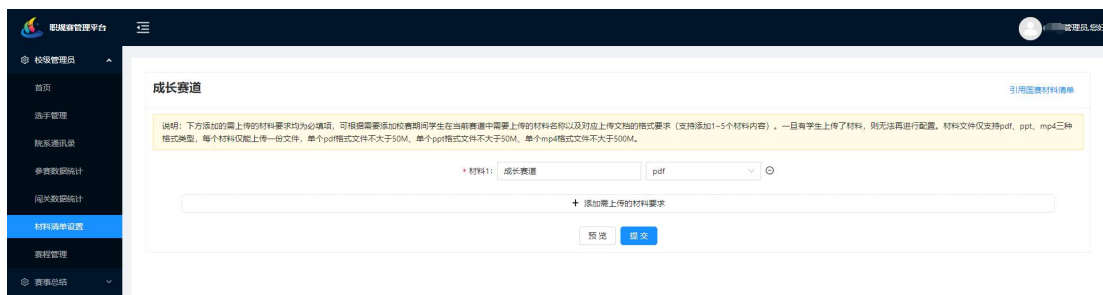 职规赛管理平台
管理员,您好
校级管理员
首页
选手管理
院系通讯录
参赛数据统计
闯关数据统计
材料清单设置
赛程管理
赛事总结
成长赛道
引用国赛材料清单
说明：下方添加的需上传的材料要求均为必填项，可根据需要添加校赛期间学生在当前赛道中需要上传的材料名称以及对应上传文档的格式要求（支持添加1-5个材料内容）。一旦有学生上传了材料，则无法再进行配置。材料文件仅支持pdf、ppt、mp4三种
格式类型，每个材料仅能上传一份文件，单个pdf格式文件不大于50M、单个ppt格式文件不大于50M、单个mp4格式文件不大于500M。
* 材料1: 成长赛道 pdf
+ 添加需上传的材料要求
预览 提交